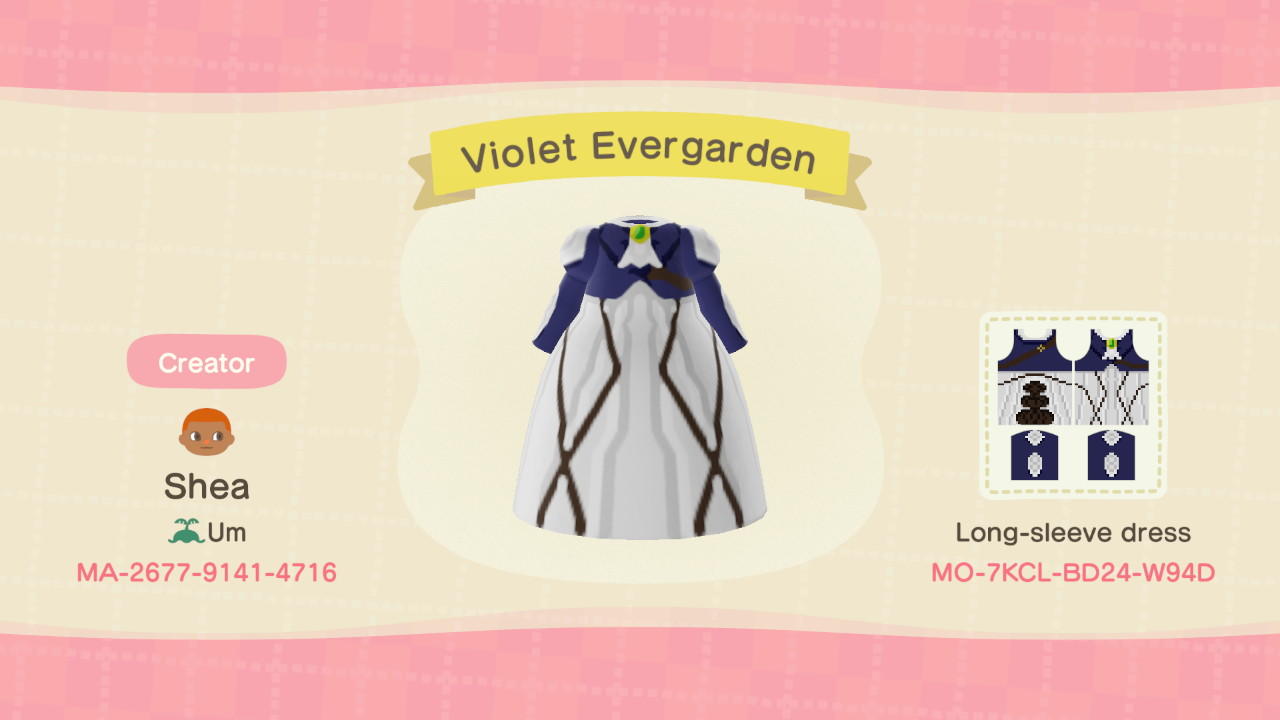 Violet Evergarden
Creator
Shea
Um
MA-2677-9141-4716
Long-sleeve dress
MO-7KCL-BD24-W94D